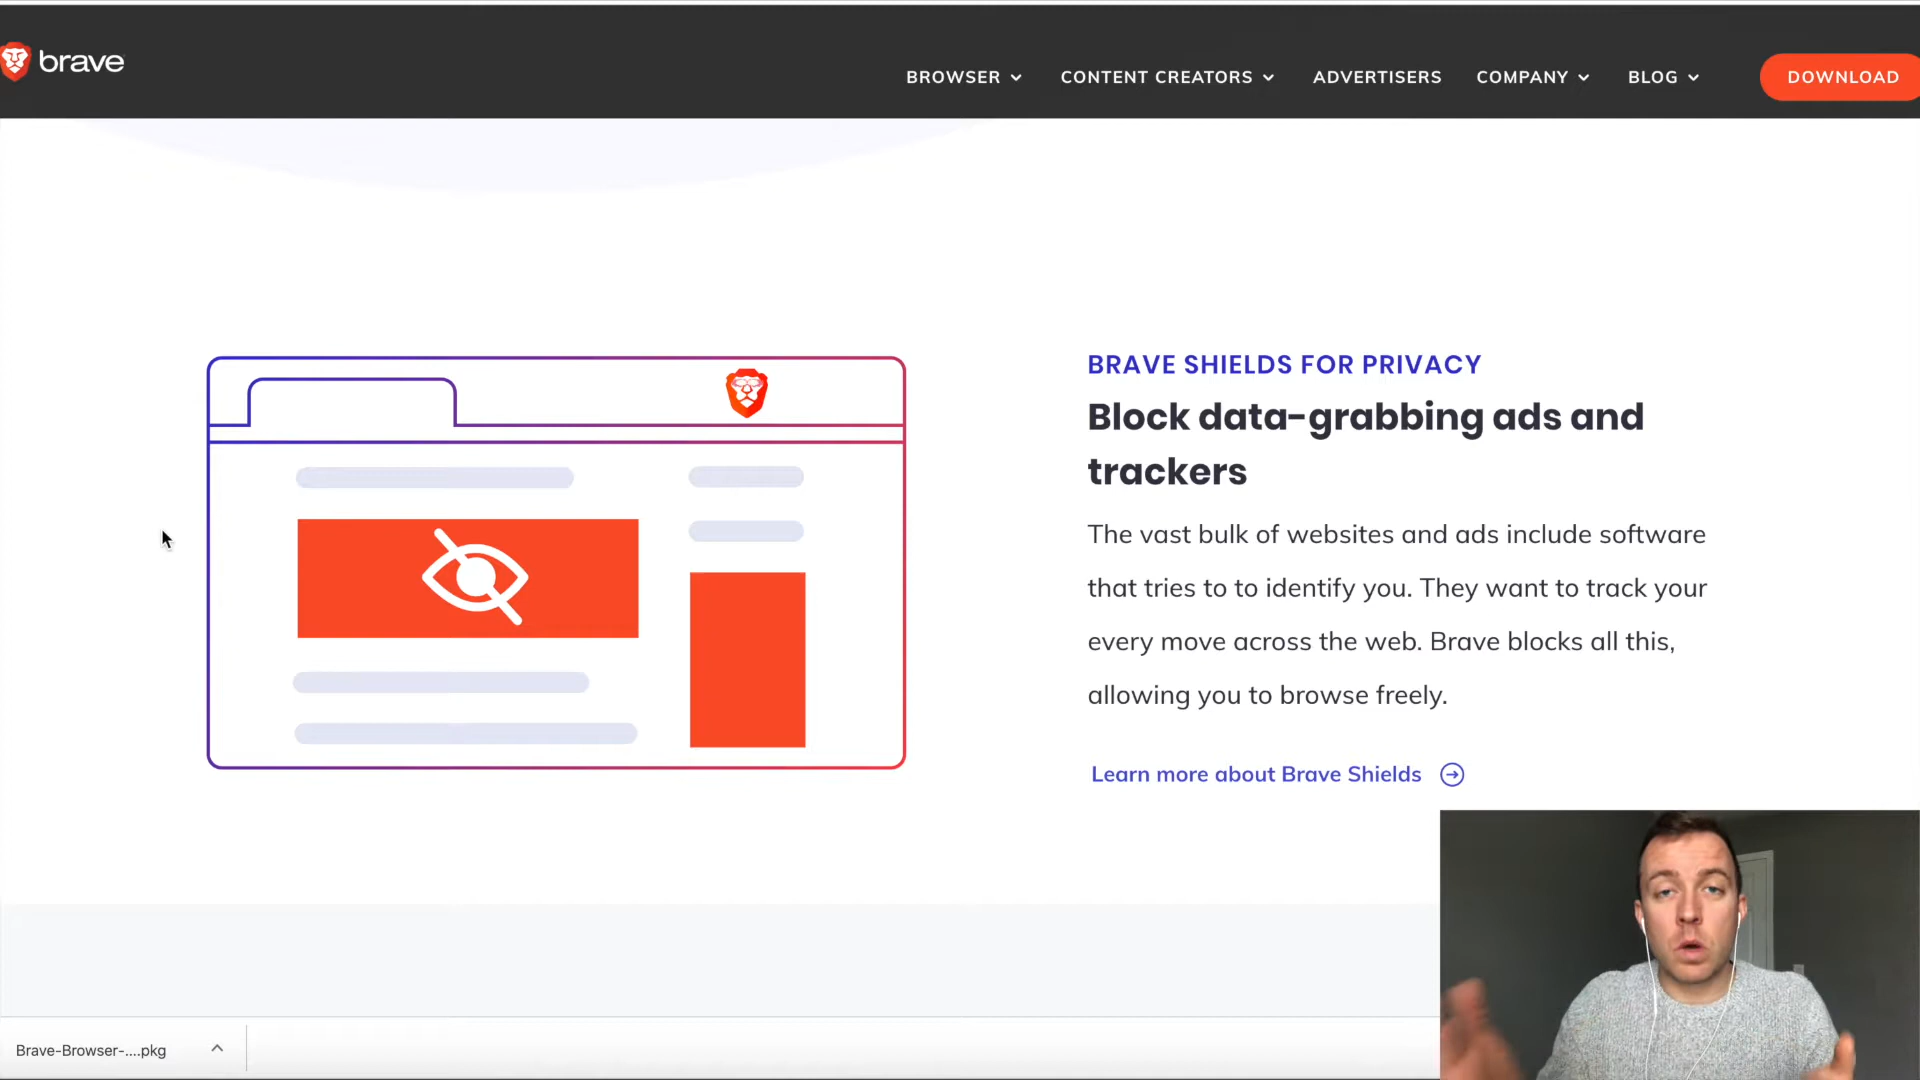 brave
BROWSER
CONTENT CREATORS
ADVERTISERS
COMPANY
BLOG
DOWNLOAD
BRAVE SHIELDS FOR PRIVACY
Block data-grabbing ads and
trackers
The vast bulk of websites and ads include software
that tries to to identify you. They want to track your
every move across the web. Brave blocks all this,
allowing you to browse freely.
Learn more about Brave Shields
Brave-Browser-....pkg